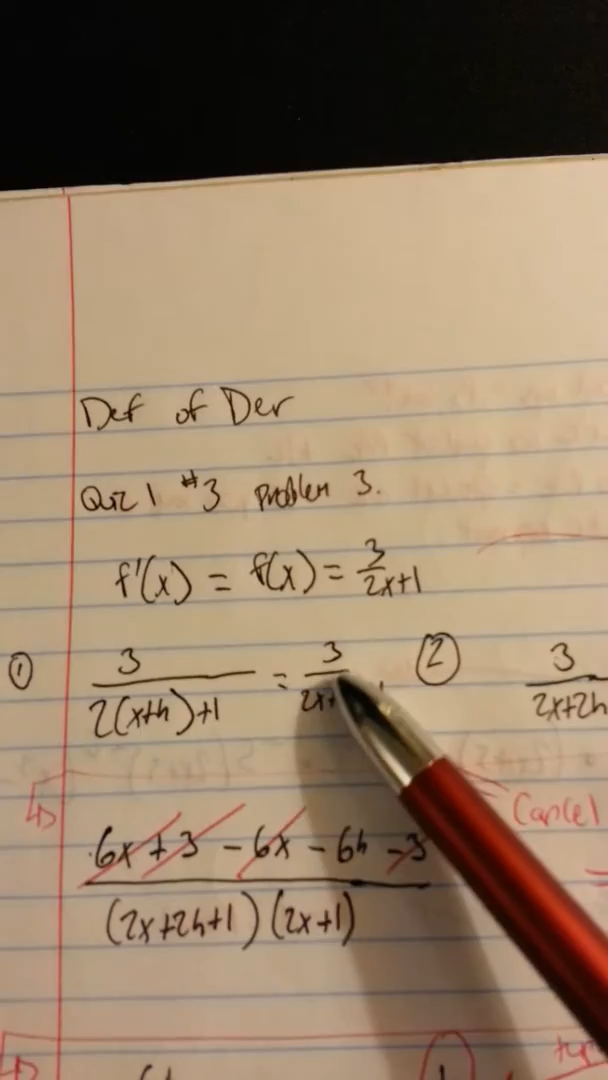 Def of Der
Quiz 1 #3 Problem 3.
f'(x) = f(x) = 3/2x+1
① 3/2(x+h)+1 = 3/2x+ ② 3/2x+2h
Cancel
6x + 3 - 6x - 6h - 3
(2x+2h+1) (2x+1)